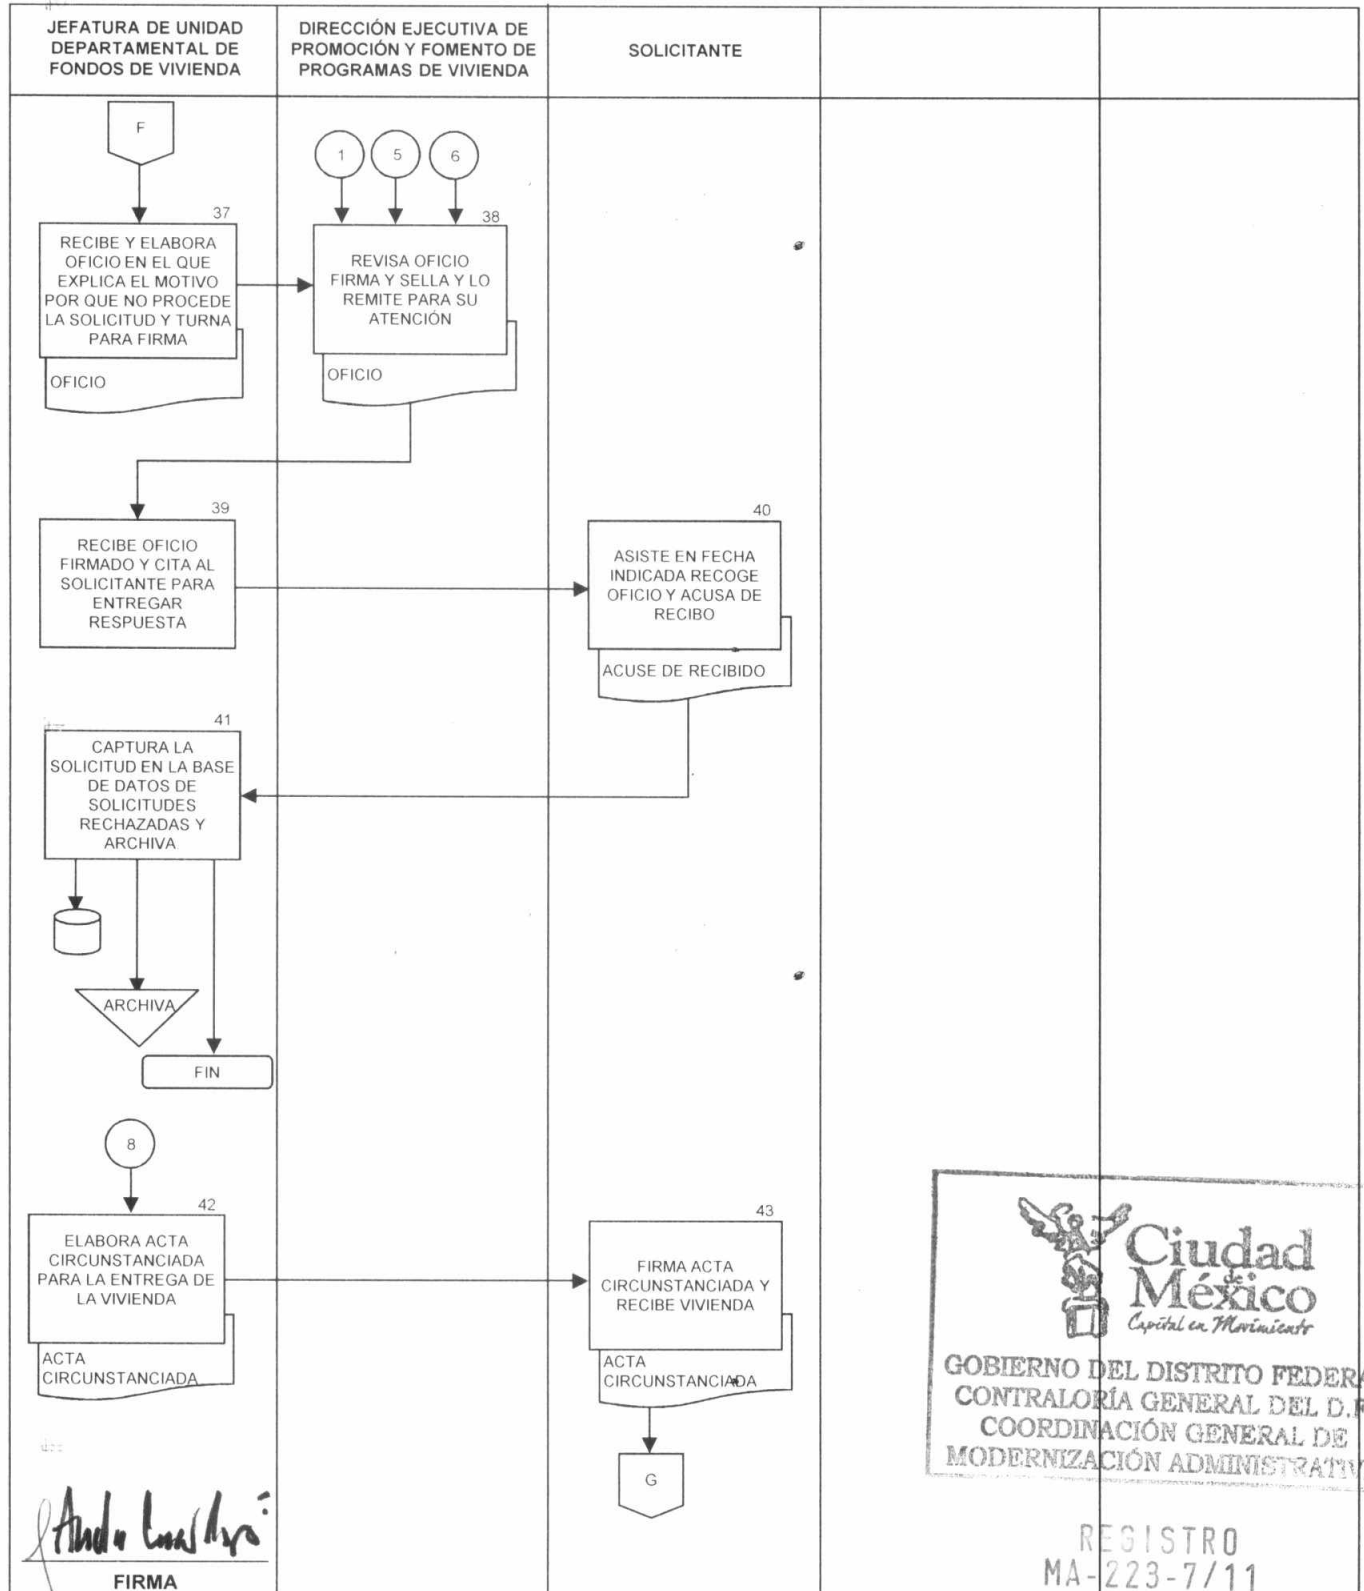 JEFATURA DE UNIDAD
DEPARTAMENTAL DE
FONDOS DE VIVIENDA
DIRECCIÓN EJECUTIVA DE
PROMOCIÓN Y FOMENTO DE
PROGRAMAS DE VIVIENDA
SOLICITANTE
F
1
5
6
37
RECIBE Y ELABORA
OFICIO EN EL QUE
EXPLICA EL MOTIVO
POR QUE NO PROCEDE
LA SOLICITUD Y TURNA
PARA FIRMA
OFICIO
38
REVISA OFICIO
FIRMA Y SELLA Y LO
REMITE PARA SU
ATENCIÓN
OFICIO
39
RECIBE OFICIO
FIRMADO Y CITA AL
SOLICITANTE PARA
ENTREGAR
RESPUESTA
40
ASISTE EN FECHA
INDICADA RECOGE
OFICIO Y ACUSA DE
RECIBO
ACUSE DE RECIBIDO
41
CAPTURA LA
SOLICITUD EN LA BASE
DE DATOS DE
SOLICITUDES
RECHAZADAS Y
ARCHIVA
ARCHIVA
FIN
8
42
ELABORA ACTA
CIRCUNSTANCIADA
PARA LA ENTREGA DE
LA VIVIENDA
ACTA
CIRCUNSTANCIADA
43
FIRMA ACTA
CIRCUNSTANCIADA Y
RECIBE VIVIENDA
ACTA
CIRCUNSTANCIADA
G
Ciudad
de
México
Capital en Movimiento
GOBIERNO DEL DISTRITO FEDERA
CONTRALORÍA GENERAL DEL D.F
COORDINACIÓN GENERAL DE
MODERNIZACIÓN ADMINISTRATIV
REGISTRO
MA-223-7/11
FIRMA